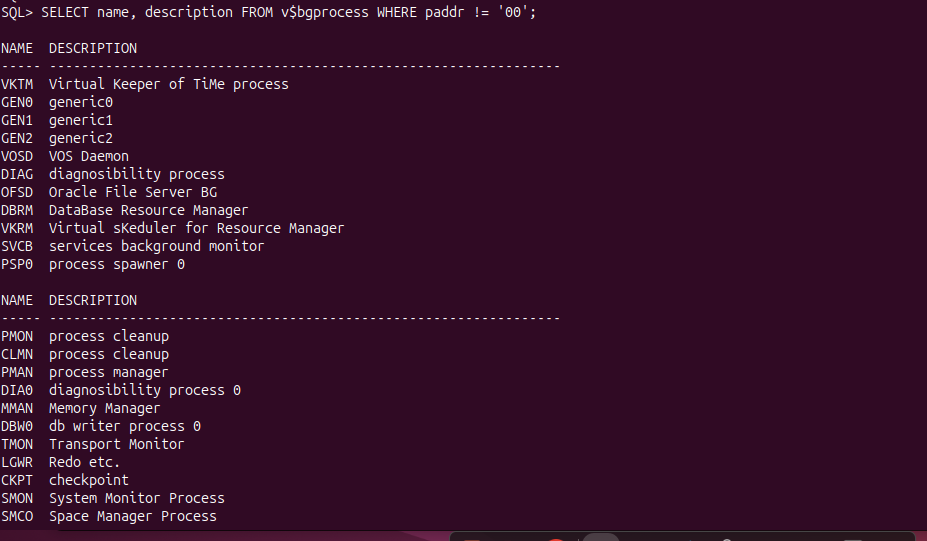 SQL> SELECT name, description FROM v$bgprocess WHERE paddr != '00';
NAME  DESCRIPTION
----- ----------------------------------------------------------------
VKTM  Virtual Keeper of TiMe process
GEN0  generic0
GEN1  generic1
GEN2  generic2
VOSD  VOS Daemon
DIAG  diagnosibility process
OFSD  Oracle File Server BG
DBRM  DataBase Resource Manager
VKRM  Virtual sKeduler for Resource Manager
SVCB  services background monitor
PSP0  process spawner 0
NAME  DESCRIPTION
----- ----------------------------------------------------------------
PMON  process cleanup
CLMN  process cleanup
PMAN  process manager
DIA0  diagnosibility process 0
MMAN  Memory Manager
DBW0  db writer process 0
TMON  Transport Monitor
LGWR  Redo etc.
CKPT  checkpoint
SMON  System Monitor Process
SMCO  Space Manager Process